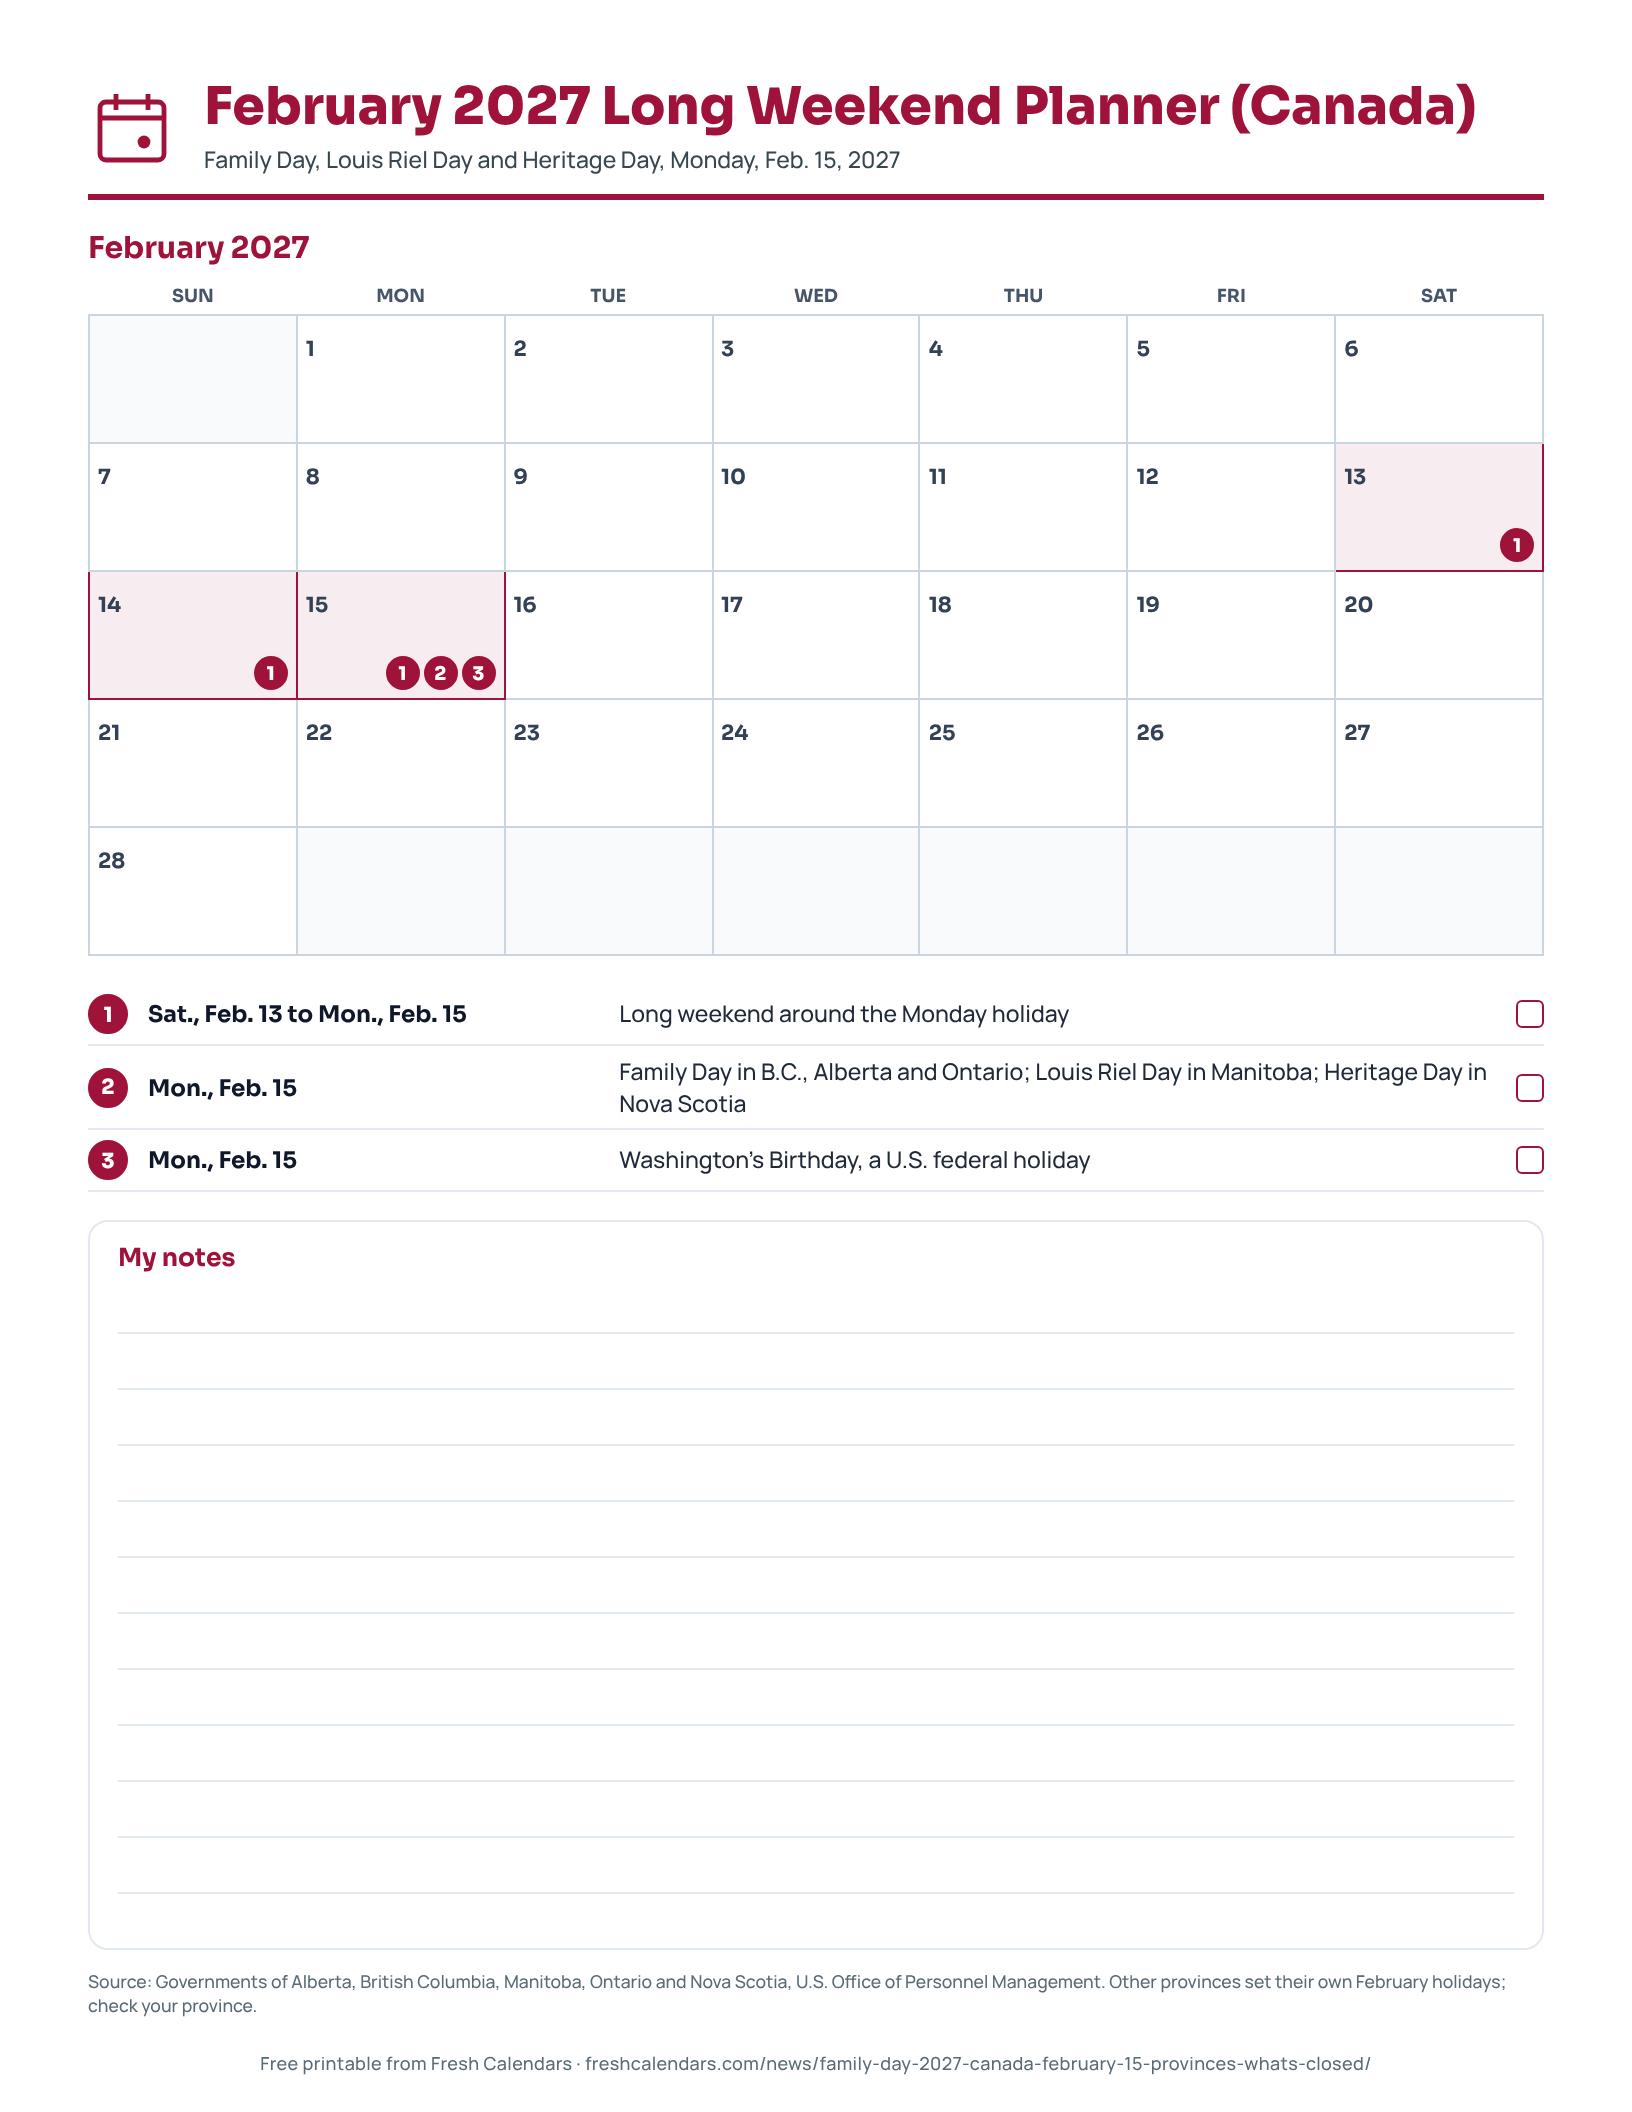 February 2027 Long Weekend Planner (Canada)
Family Day, Louis Riel Day and Heritage Day, Monday, Feb. 15, 2027
February 2027
SUN MON TUE WED THU FRI SAT
1 2 3 4 5 6
7 8 9 10 11 12 13
1
14 15 16 17 18 19 20
1 1 2 3
21 22 23 24 25 26 27
28
1 Sat., Feb. 13 to Mon., Feb. 15 Long weekend around the Monday holiday
2 Mon., Feb. 15 Family Day in B.C., Alberta and Ontario; Louis Riel Day in Manitoba; Heritage Day in
Nova Scotia
3 Mon., Feb. 15 Washington's Birthday, a U.S. federal holiday
My notes
Source: Governments of Alberta, British Columbia, Manitoba, Ontario and Nova Scotia, U.S. Office of Personnel Management. Other provinces set their own February holidays;
check your province.
Free printable from Fresh Calendars · freshcalendars.com/news/family-day-2027-canada-february-15-provinces-whats-closed/